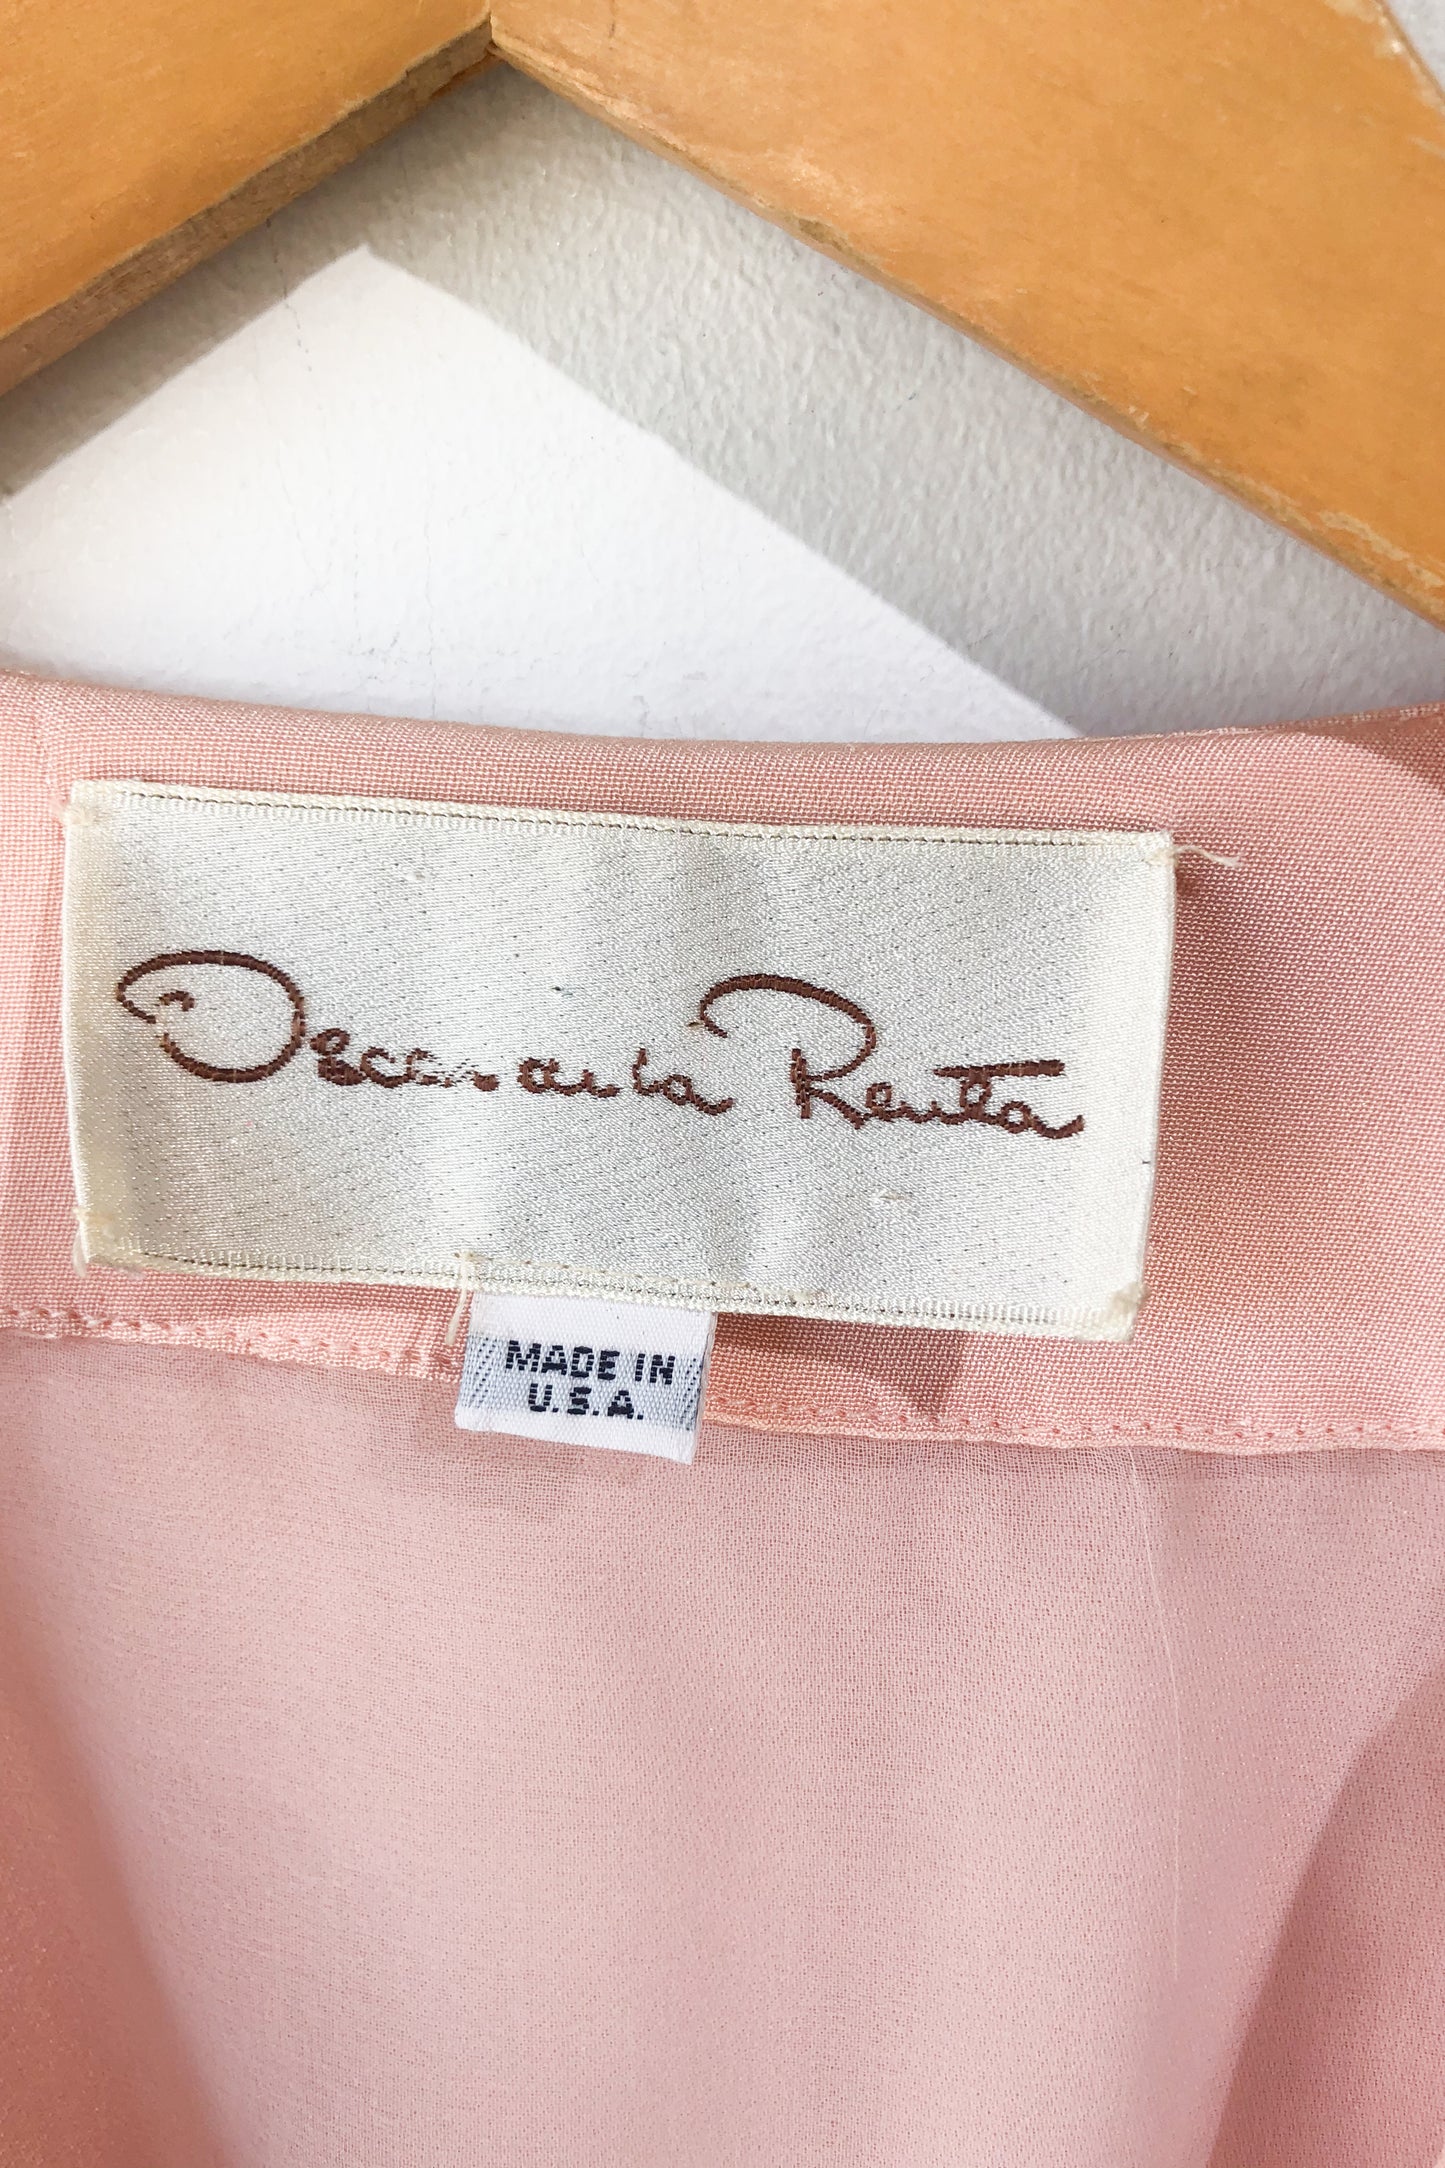 Oscar de la Renta
MADE IN
U.S.A.